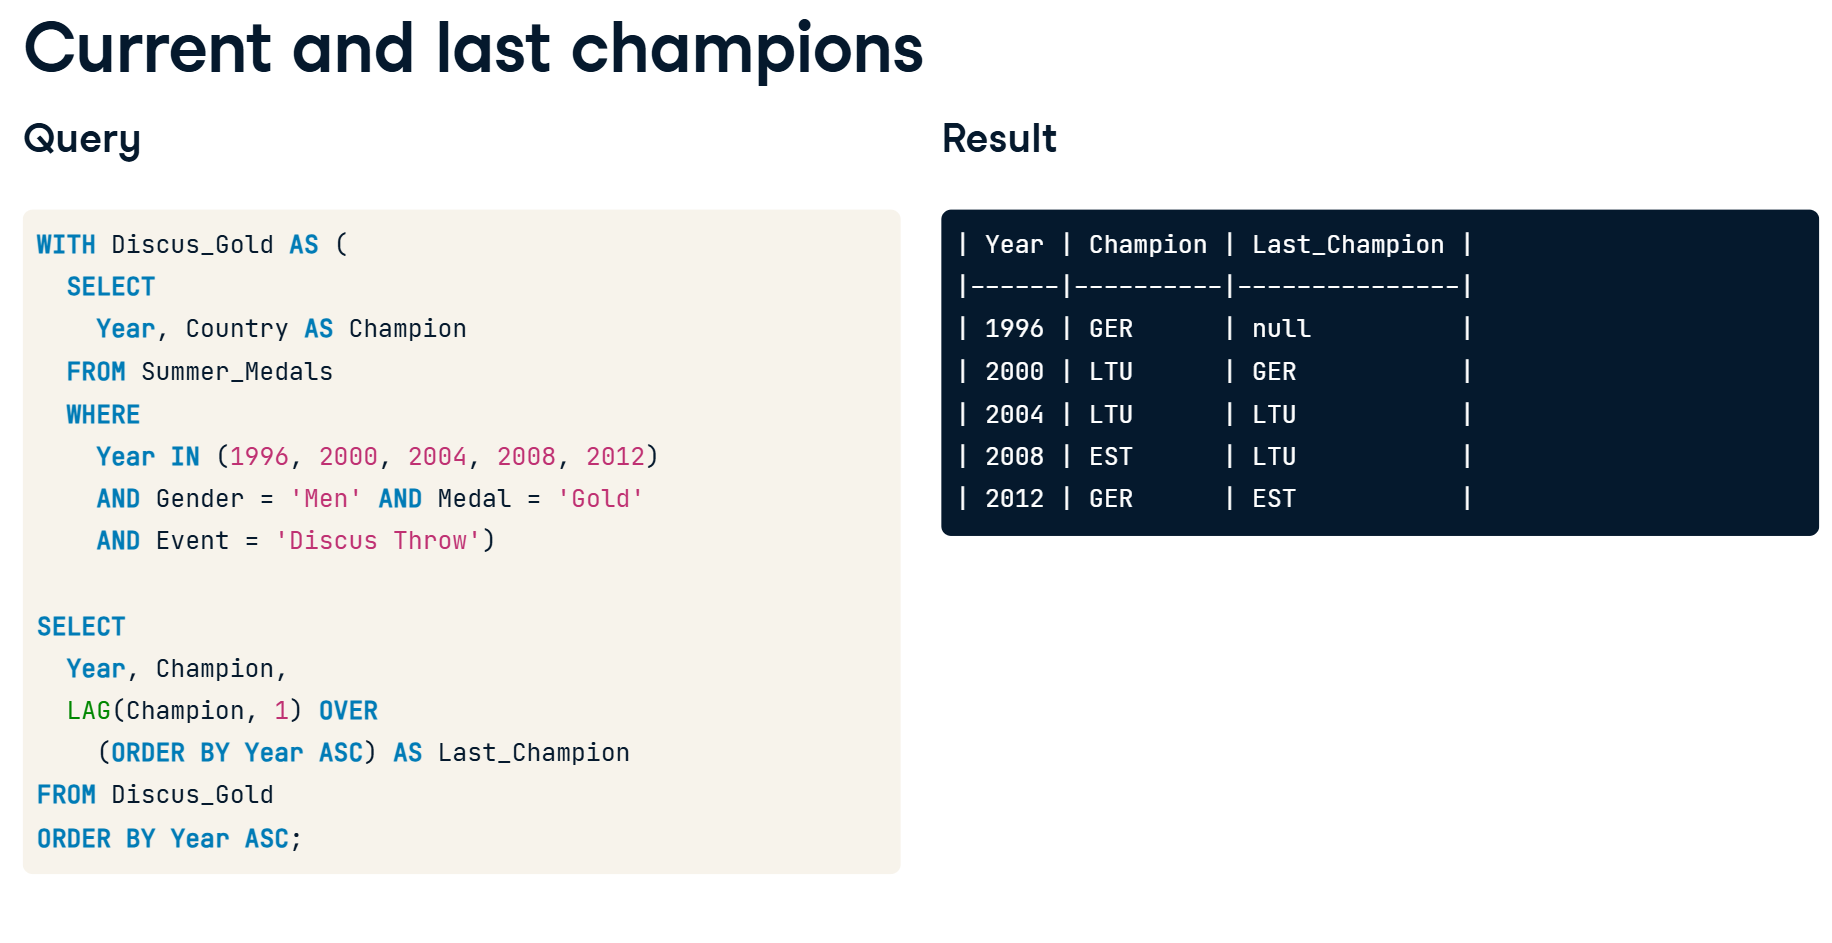 Current and last champions
Query
WITH Discus_Gold AS (
  SELECT
    Year, Country AS Champion
  FROM Summer_Medals
  WHERE
    Year IN (1996, 2000, 2004, 2008, 2012)
    AND Gender = 'Men' AND Medal = 'Gold'
    AND Event = 'Discus Throw')

SELECT
  Year, Champion,
  LAG(Champion, 1) OVER
    (ORDER BY Year ASC) AS Last_Champion
FROM Discus_Gold
ORDER BY Year ASC;
Result
| Year | Champion | Last_Champion |
|------|----------|---------------|
| 1996 | GER      | null          |
| 2000 | LTU      | GER           |
| 2004 | LTU      | LTU           |
| 2008 | EST      | LTU           |
| 2012 | GER      | EST           |